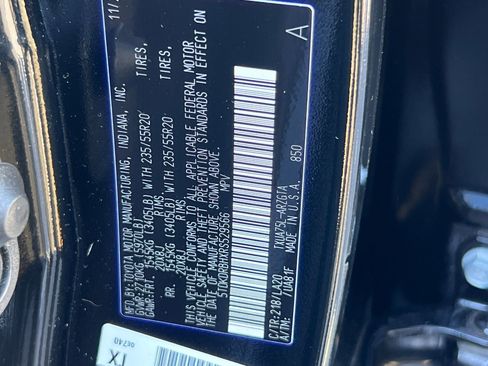 MFD. BY: TOYOTA MOTOR MANUFACTURING, INDIANA, INC. 11/
GVWR:2710KG (5975LB)
GAWR:FRT. 1545KG (3405LB) WITH 235/55R20 TIRES,
20X8J RIMS
RR. 1545KG (3405LB) WITH 235/55R20 TIRES,
20X8J RIMS
THIS VEHICLE CONFORMS TO ALL APPLICABLE FEDERAL MOTOR
VEHICLE SAFETY AND THEFT PREVENTION STANDARDS IN EFFECT ON
THE DATE OF MANUFACTURE SHOWN ABOVE.
MPV
A
C/TR:218/LA20
A/TM: /UA81F
MADE IN U.S.A. 850
TX